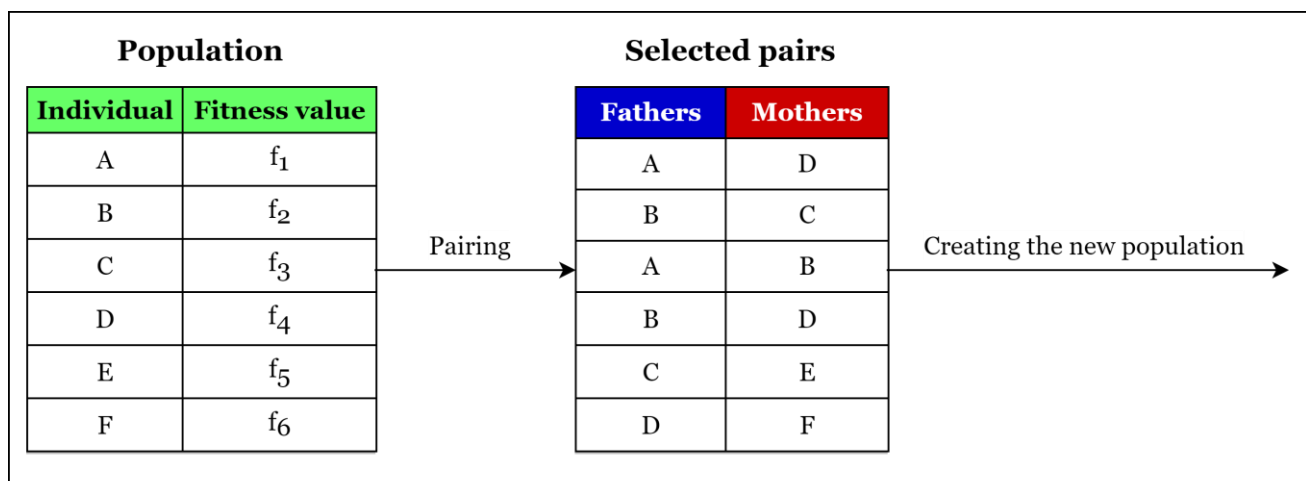 Population
Individual Fitness value
A f₁
B f₂
C f₃
D f₄
E f₅
F f₆
Pairing
Selected pairs
Fathers Mothers
A D
B C
A B
B D
C E
D F
Creating the new population